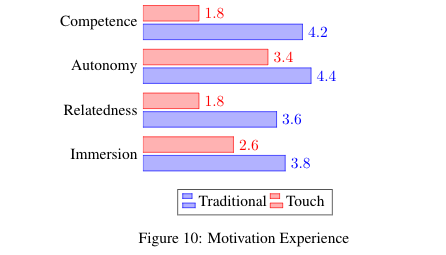 Competence
1.8
4.2
Autonomy
3.4
4.4
Relatedness
1.8
3.6
Immersion
2.6
3.8
Traditional Touch
Figure 10: Motivation Experience